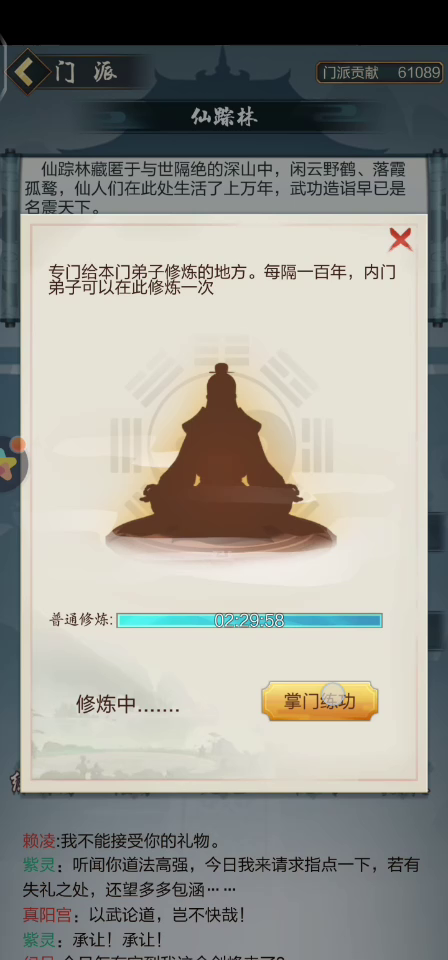 门 派
门派贡献 61089
仙踪林
仙踪林藏匿于与世隔绝的深山中，闲云野鹤、落霞
孤鹜，仙人们在此处生活了上万年，武功造诣早已是
名震天下。
专门给本门弟子修炼的地方。每隔一百年，内门
弟子可以在此修炼一次
普通修炼:
02:29:58
修炼中.......
掌门练功
赖凌:我不能接受你的礼物。
紫灵：听闻你道法高强，今日我来请求指点一下，若有
失礼之处，还望多多包涵……
真阳宫：以武论道，岂不快哉！
紫灵：承让！承让！